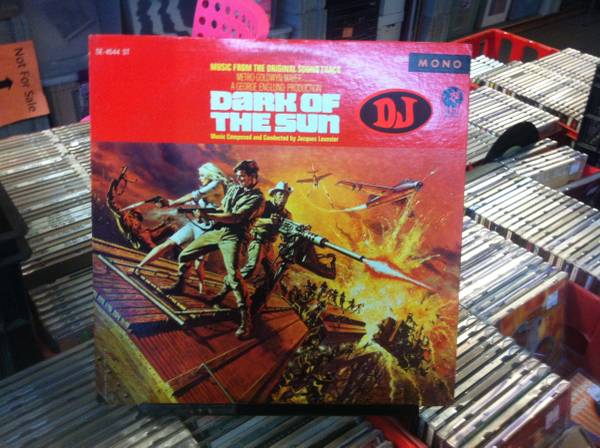 SE-4544 ST
MONO
MUSIC FROM THE ORIGINAL SOUND TRACK
METRO-GOLDWYN-MAYER
A GEORGE ENGLUND PRODUCTION
DARK OF
THE SUN
DJ
Music Composed and Conducted by Jacques Loussier
Not For Sale